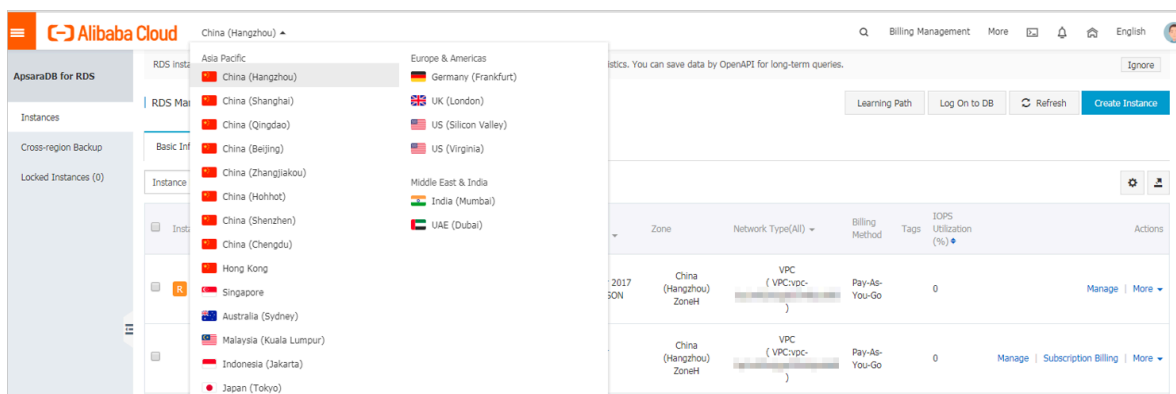 Alibaba Cloud
China (Hangzhou)
Billing Management
More
English
ApsaraDB for RDS
Instances
Cross-region Backup
Locked Instances (0)
RDS insta
istics. You can save data by OpenAPI for long-term queries.
Ignore
RDS Mar
Learning Path
Log On to DB
Refresh
Create Instance
Basic Inf
Instance
Asia Pacific
China (Hangzhou)
China (Shanghai)
China (Qingdao)
China (Beijing)
China (Zhangjiakou)
China (Hohhot)
China (Shenzhen)
China (Chengdu)
Hong Kong
Singapore
Australia (Sydney)
Malaysia (Kuala Lumpur)
Indonesia (Jakarta)
Japan (Tokyo)
Europe & Americas
Germany (Frankfurt)
UK (London)
US (Silicon Valley)
US (Virginia)
Middle East & India
India (Mumbai)
UAE (Dubai)
Insta
Zone
Network Type(All)
Billing
Method
Tags
IOPS
Utilization
(%)
Actions
R
2017
SON
China
(Hangzhou)
ZoneH
VPC
( VPC:vpc-
)
Pay-As-
You-Go
0
Manage | More
China
(Hangzhou)
ZoneH
VPC
( VPC:vpc-
)
Pay-As-
You-Go
0
Manage | Subscription Billing | More